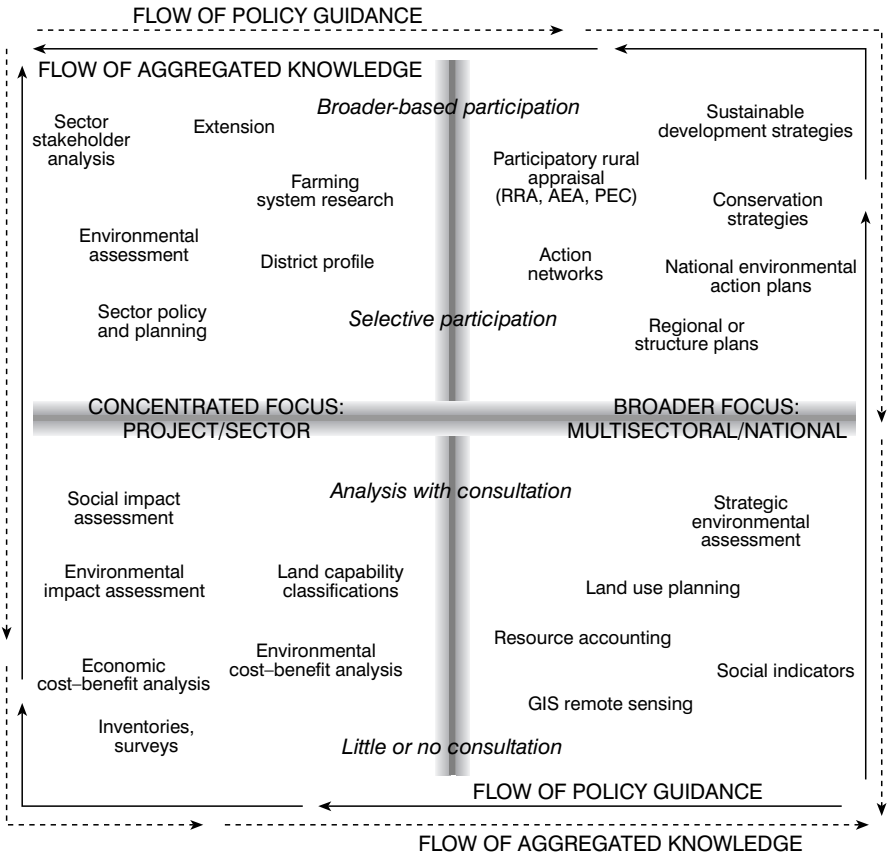 FLOW OF POLICY GUIDANCE
FLOW OF AGGREGATED KNOWLEDGE
Broader-based participation
Sector
stakeholder
analysis
Extension
Farming
system research
Environmental
assessment
District profile
Sector policy
and planning
Selective participation
Participatory rural
appraisal
(RRA, AEA, PEC)
Sustainable
development strategies
Conservation
strategies
Action
networks
National environmental
action plans
Regional or
structure plans
CONCENTRATED FOCUS:
PROJECT/SECTOR
BROADER FOCUS:
MULTISECTORAL/NATIONAL
Analysis with consultation
Social impact
assessment
Environmental
impact assessment
Land capability
classifications
Economic
cost–benefit analysis
Environmental
cost–benefit analysis
Inventories,
surveys
Little or no consultation
Strategic
environmental
assessment
Land use planning
Resource accounting
Social indicators
GIS remote sensing
FLOW OF POLICY GUIDANCE
FLOW OF AGGREGATED KNOWLEDGE